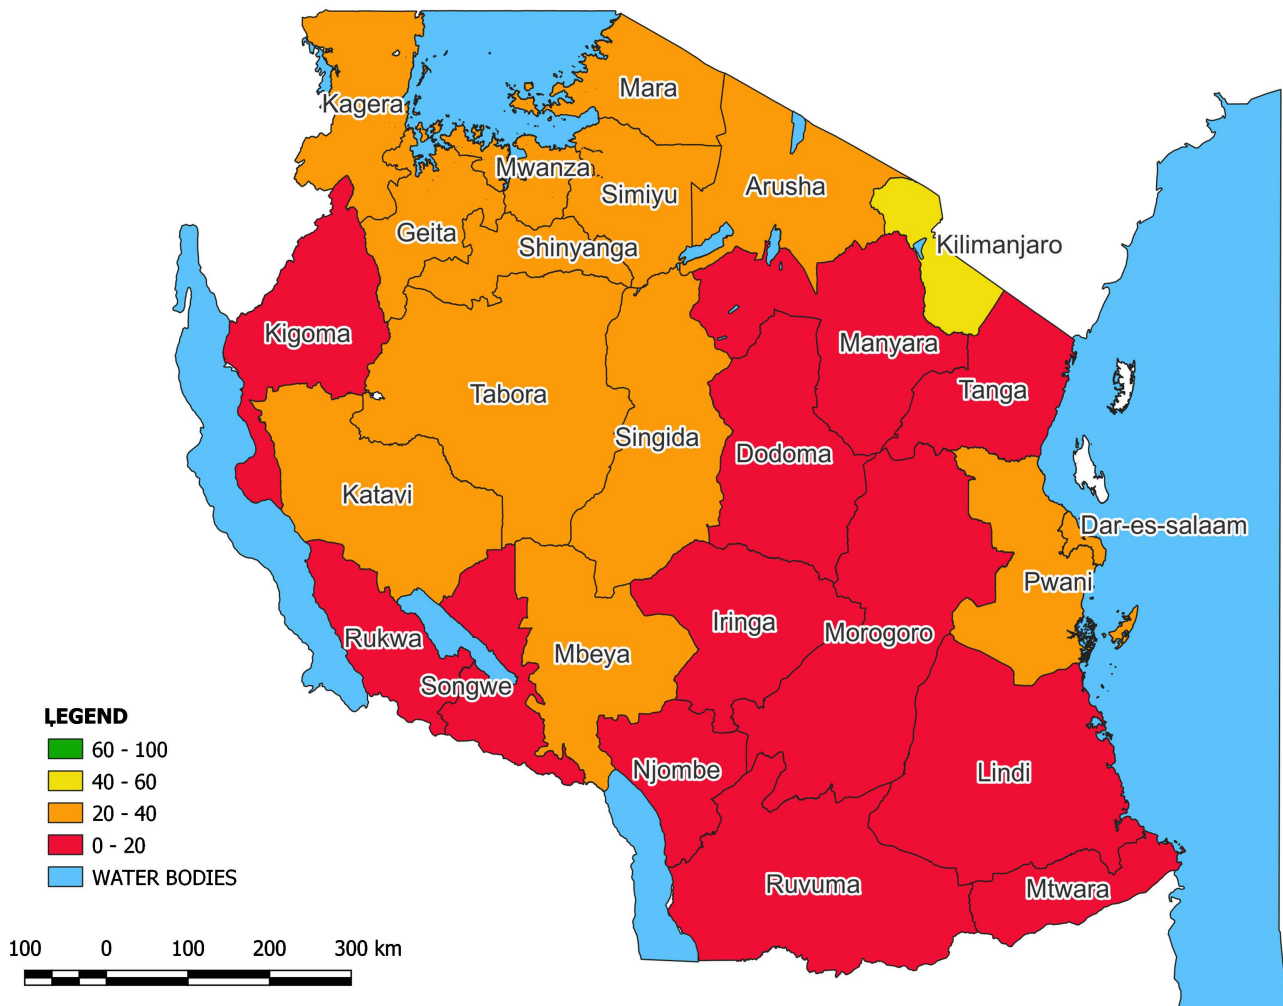 Mara
Kagera
Mwanza
Arusha
Simiyu
Geita
Kilimanjaro
Shinyanga
Kigoma
Manyara
Tanga
Tabora
Singida
Dodoma
Katavi
Dar-es-salaam
Pwani
Iringa
Morogoro
Rukwa
Mbeya
Songwe
Njombe
Lindi
Ruvuma
Mtwara
LEGEND
60 - 100
40 - 60
20 - 40
0 - 20
WATER BODIES
100 0 100 200 300 km